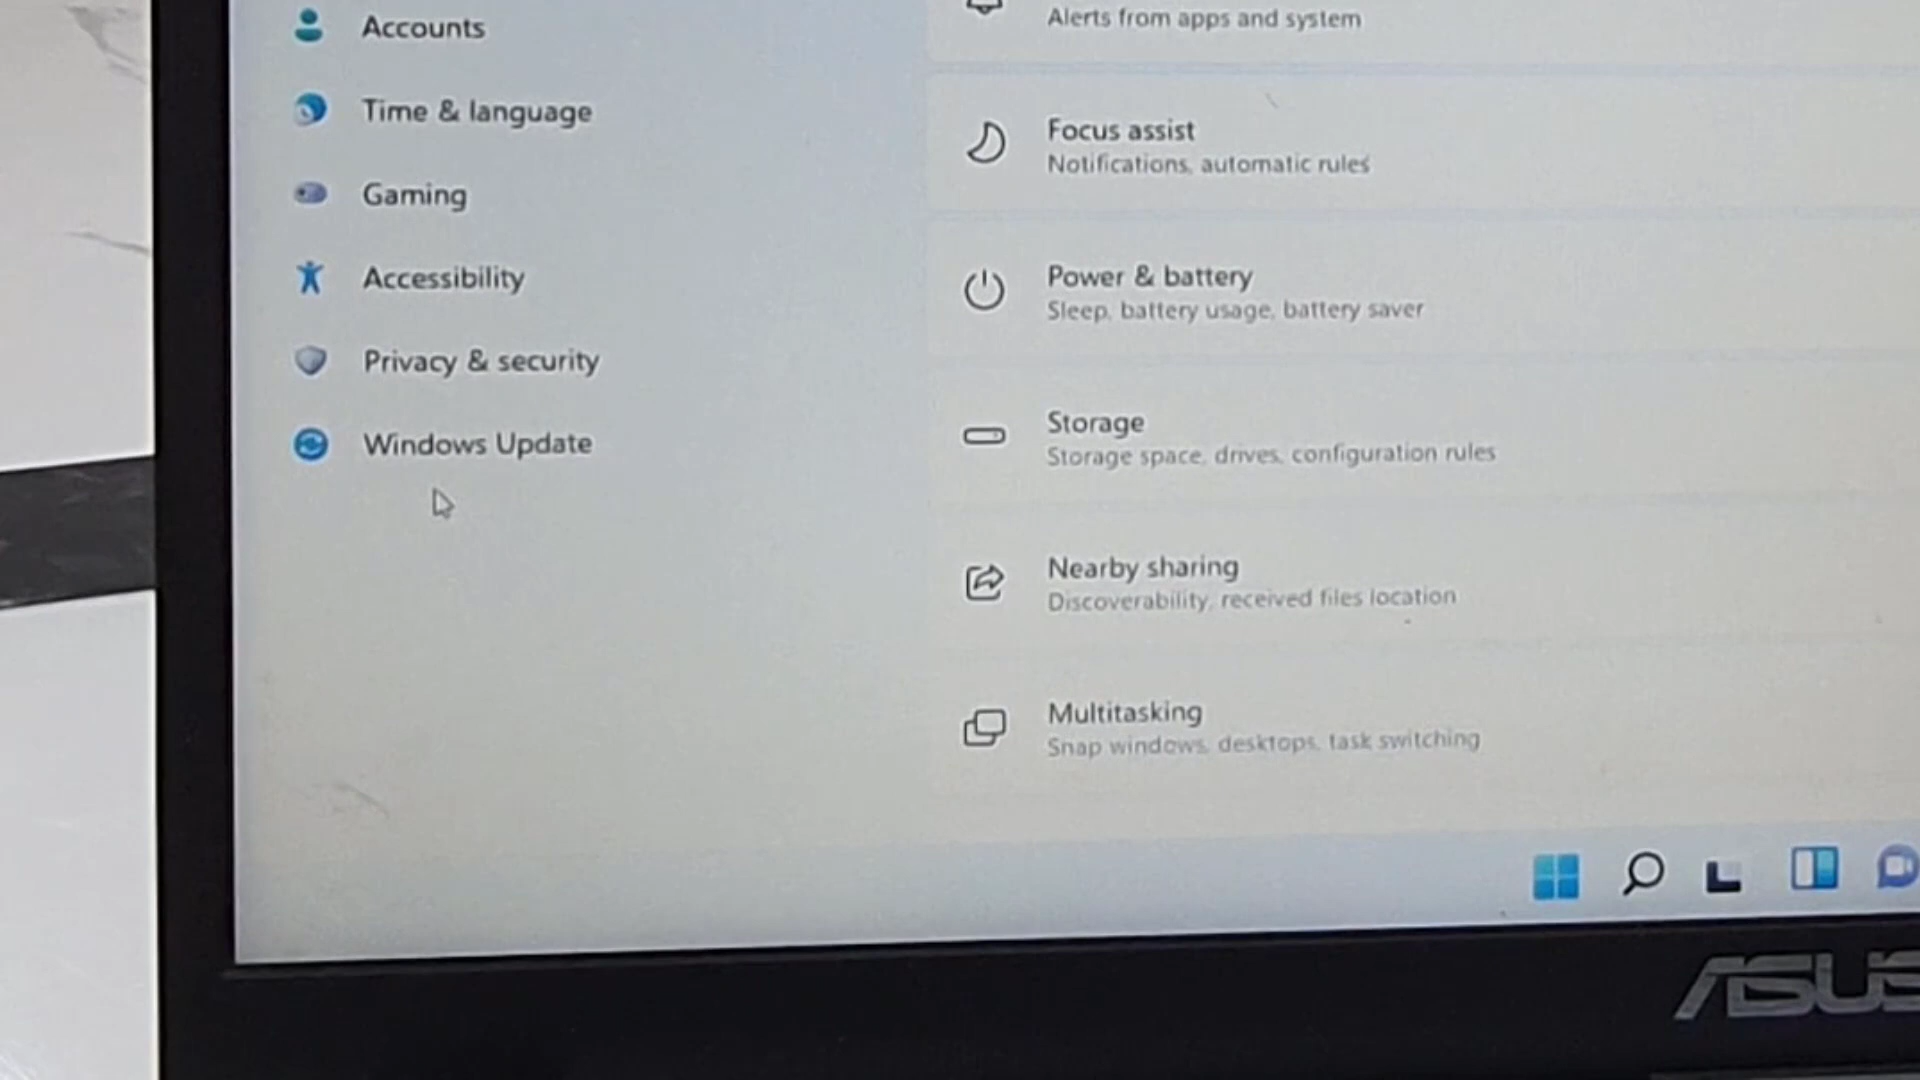 Accounts
Time & language
Gaming
Accessibility
Privacy & security
Windows Update
Alerts from apps and system
Focus assist
Notifications, automatic rules
Power & battery
Sleep, battery usage, battery saver
Storage
Storage space, drives, configuration rules
Nearby sharing
Discoverability, received files location
Multitasking
Snap windows, desktops, task switching
ASUS